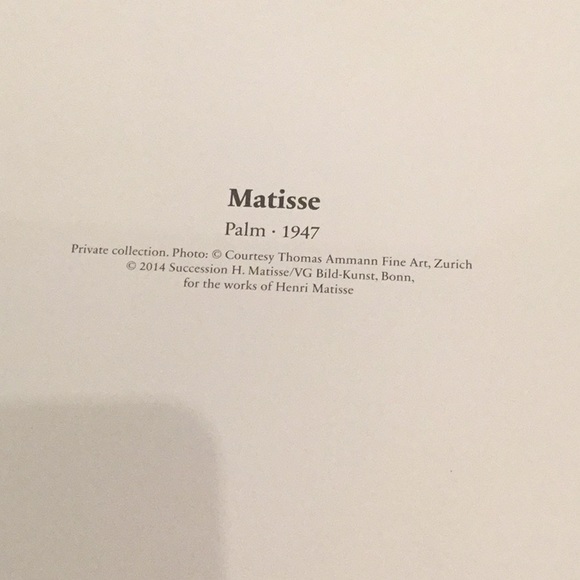 Matisse
Palm · 1947
Private collection. Photo: © Courtesy Thomas Ammann Fine Art, Zurich
© 2014 Succession H. Matisse/VG Bild-Kunst, Bonn,
for the works of Henri Matisse